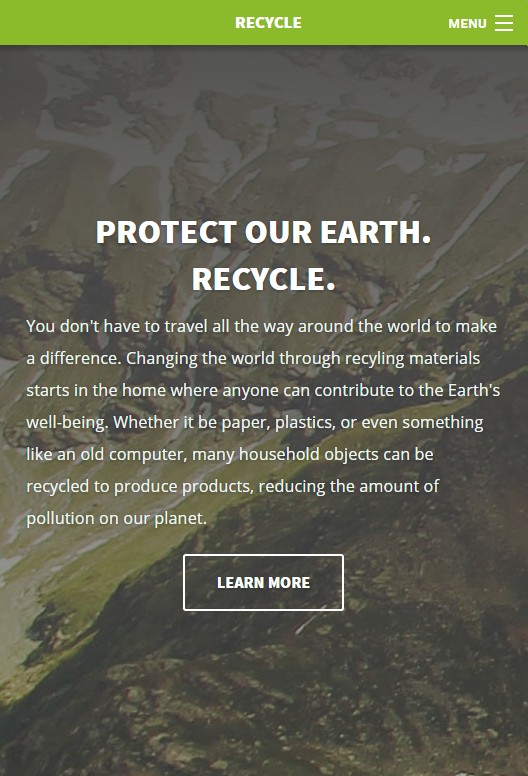 RECYCLE
MENU
PROTECT OUR EARTH.
RECYCLE.
You don't have to travel all the way around the world to make
a difference. Changing the world through recyling materials
starts in the home where anyone can contribute to the Earth's
well-being. Whether it be paper, plastics, or even something
like an old computer, many household objects can be
recycled to produce products, reducing the amount of
pollution on our planet.
LEARN MORE